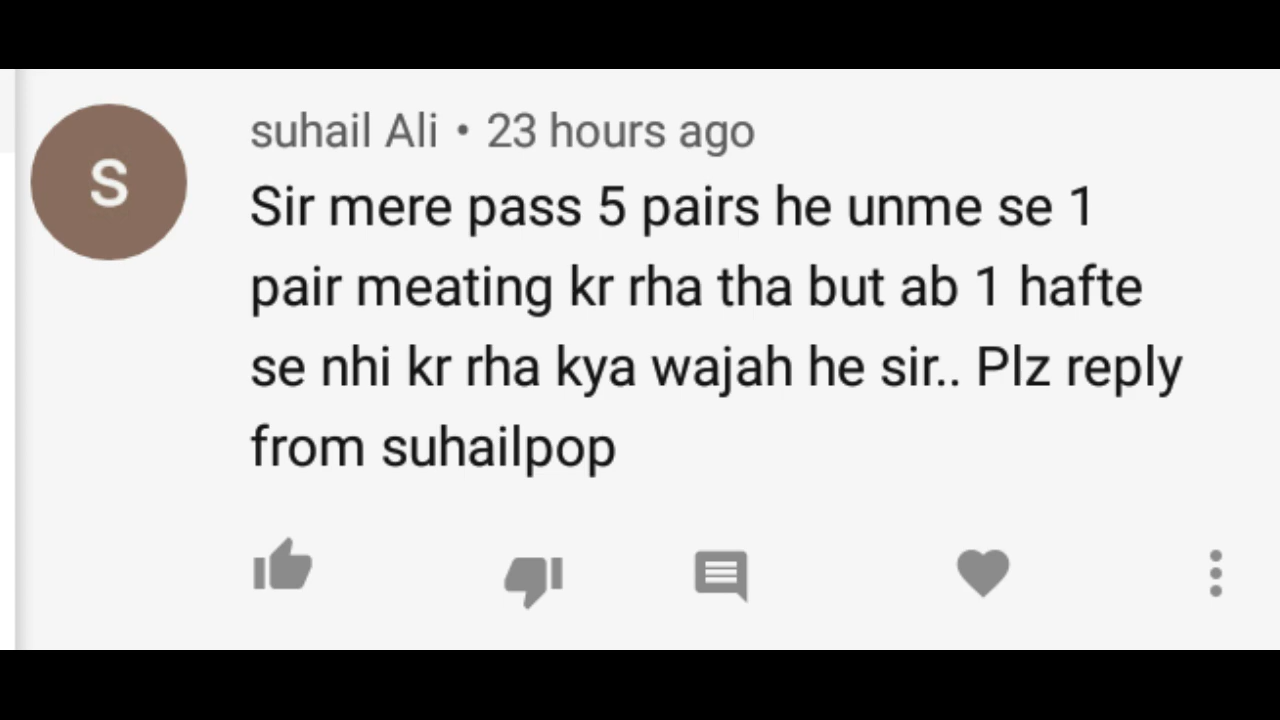 S
suhail Ali • 23 hours ago
Sir mere pass 5 pairs he unme se 1
pair meating kr rha tha but ab 1 hafte
se nhi kr rha kya wajah he sir.. Plz reply
from suhailpop